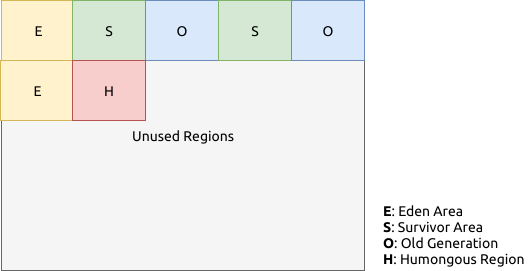 E S O S O
E H
Unused Regions
E: Eden Area
S: Survivor Area
O: Old Generation
H: Humongous Region